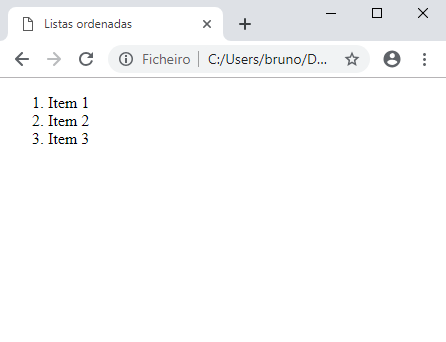 Listas ordenadas
Ficheiro | C:/Users/bruno/D...
1. Item 1
2. Item 2
3. Item 3